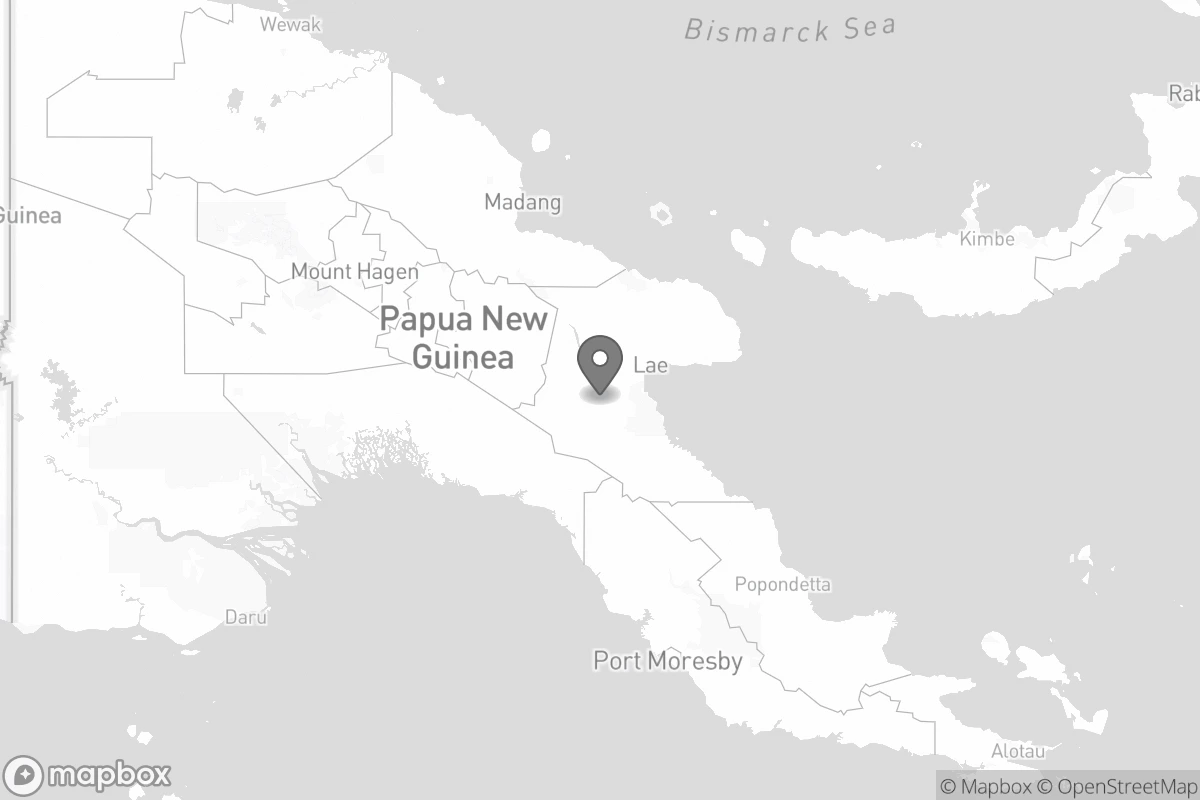 Wewak
Bismarck Sea
Rab
Madang
Guinea
Kimbe
Mount Hagen
Papua New
Guinea
Lae
Popondetta
Daru
Port Moresby
Alotau
mapbox
© Mapbox © OpenStreetMap